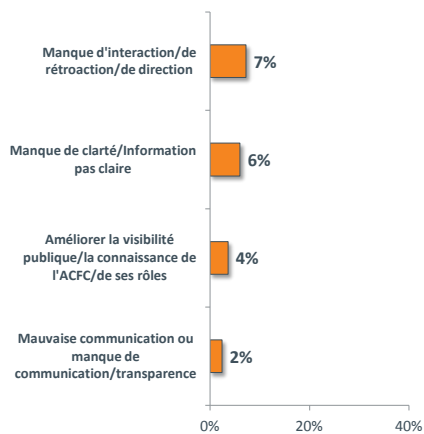 Manque d'interaction/de
rétroaction/de direction
7%
Manque de clarté/Information
pas claire
6%
Améliorer la visibilité
publique/la connaissance de
l'ACFC/de ses rôles
4%
Mauvaise communication ou
manque de
communication/transparence
2%
0% 20% 40%